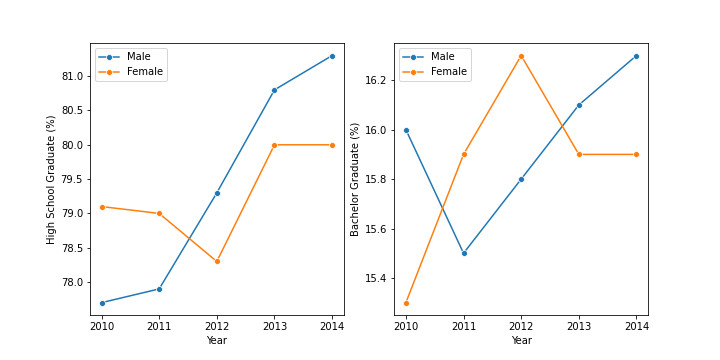 High School Graduate (%)
81.0
80.5
80.0
79.5
79.0
78.5
78.0
Male
Female
2010 2011 2012 2013 2014
Year
Bachelor Graduate (%)
16.2
16.0
15.8
15.6
15.4
Male
Female
2010 2011 2012 2013 2014
Year